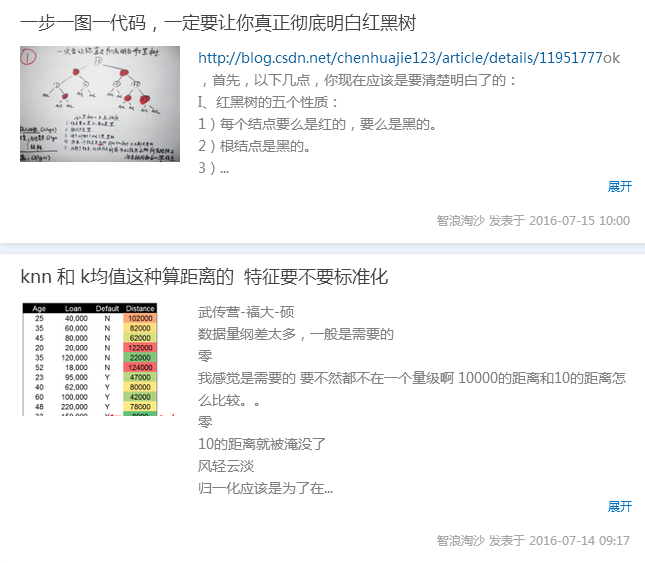 一步一图一代码，一定要让你真正彻底明白红黑树
http://blog.csdn.net/chenhuajie123/article/details/11951777ok
，首先，以下几点，你现在应该是要清楚明白了的：
I、红黑树的五个性质：
1）每个结点要么是红的，要么是黑的。
2）根结点是黑的。
3）...
展开
智浪淘沙 发表于 2016-07-15 10:00
knn 和 k均值这种算距离的 特征要不要标准化
Age Loan Default Distance
25 40,000 N 102000
35 60,000 N 82000
45 80,000 N 62000
20 20,000 N 122000
35 120,000 N 22000
52 18,000 N 124000
23 95,000 Y 47000
40 62,000 Y 80000
60 100,000 Y 42000
48 220,000 Y 78000
武传营-福大-硕
数据量纲差太多，一般是需要的
零
我感觉是需要的 要不然都不在一个量级啊 10000的距离和10的距离怎
么比较。。
零
10的距离就被淹没了
风轻云淡
归一化应该是为了在...
展开
智浪淘沙 发表于 2016-07-14 09:17